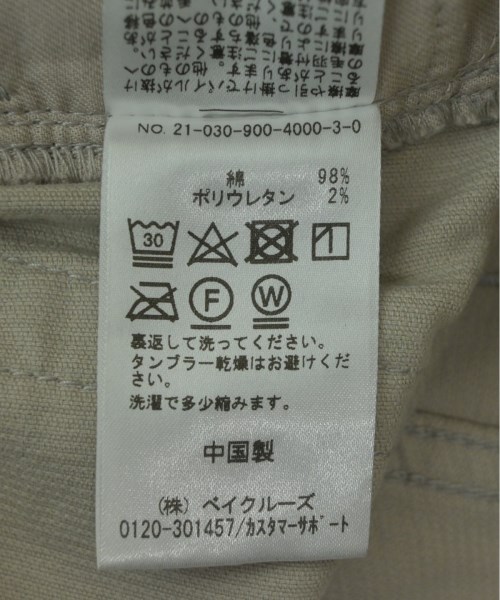 NO. 21-030-900-4000-3-0
綿 98%
ポリウレタン 2%
30
F W
裏返して洗ってください。
タンブラー乾燥はお避けくだ
さい。
洗濯で多少縮みます。
中国製
(株) ベイクルーズ
0120-301457/カスタマーサポート